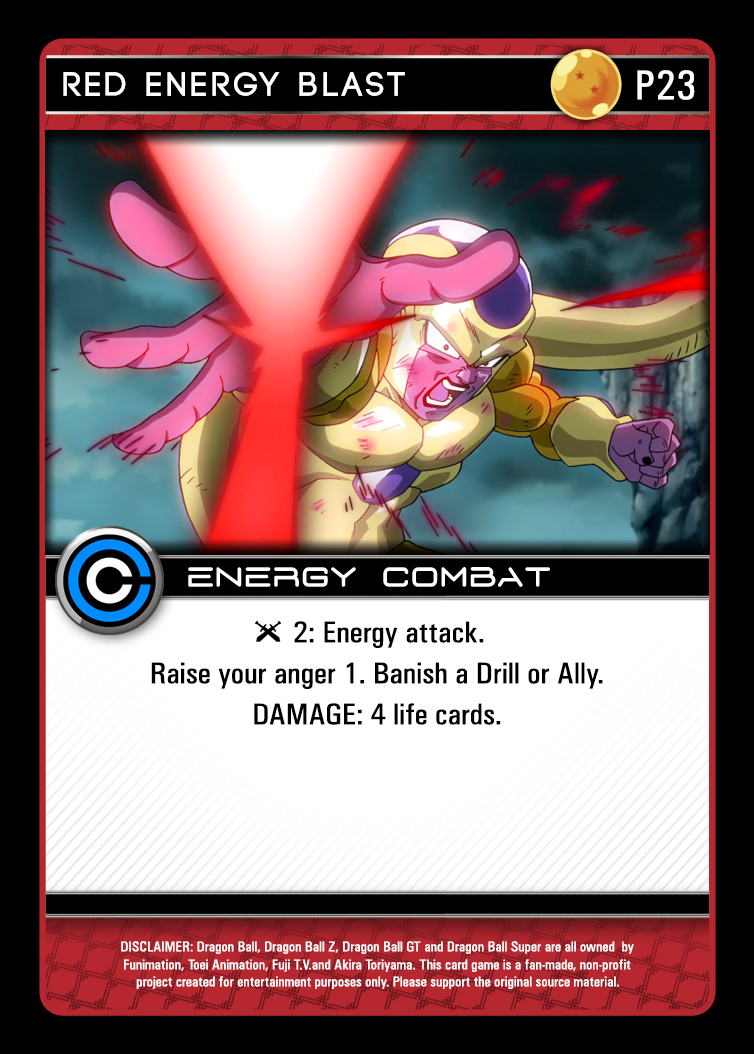 RED ENERGY BLAST P23
ENERGY COMBAT
2: Energy attack.
Raise your anger 1. Banish a Drill or Ally.
DAMAGE: 4 life cards.
DISCLAIMER: Dragon Ball, Dragon Ball Z, Dragon Ball GT and Dragon Ball Super are all owned by
Funimation, Toei Animation, Fuji T.V.and Akira Toriyama. This card game is a fan-made, non-profit
project created for entertainment purposes only. Please support the original source material.